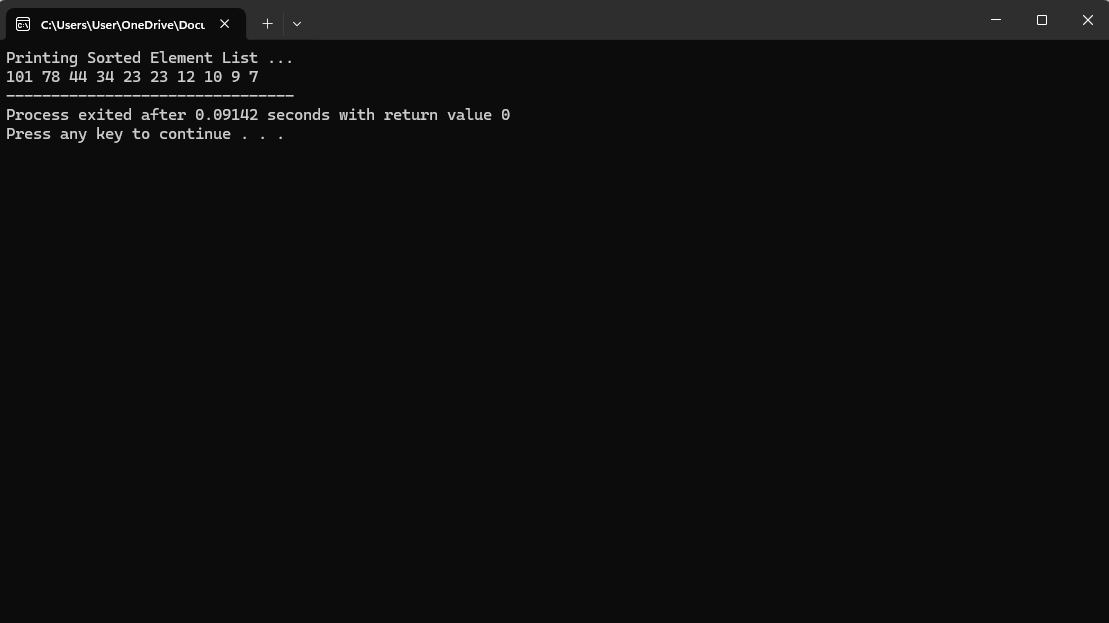 C:\Users\User\OneDrive\Docu
Printing Sorted Element List ...
101 78 44 34 23 23 12 10 9 7
--------------------------------
Process exited after 0.09142 seconds with return value 0
Press any key to continue . . .